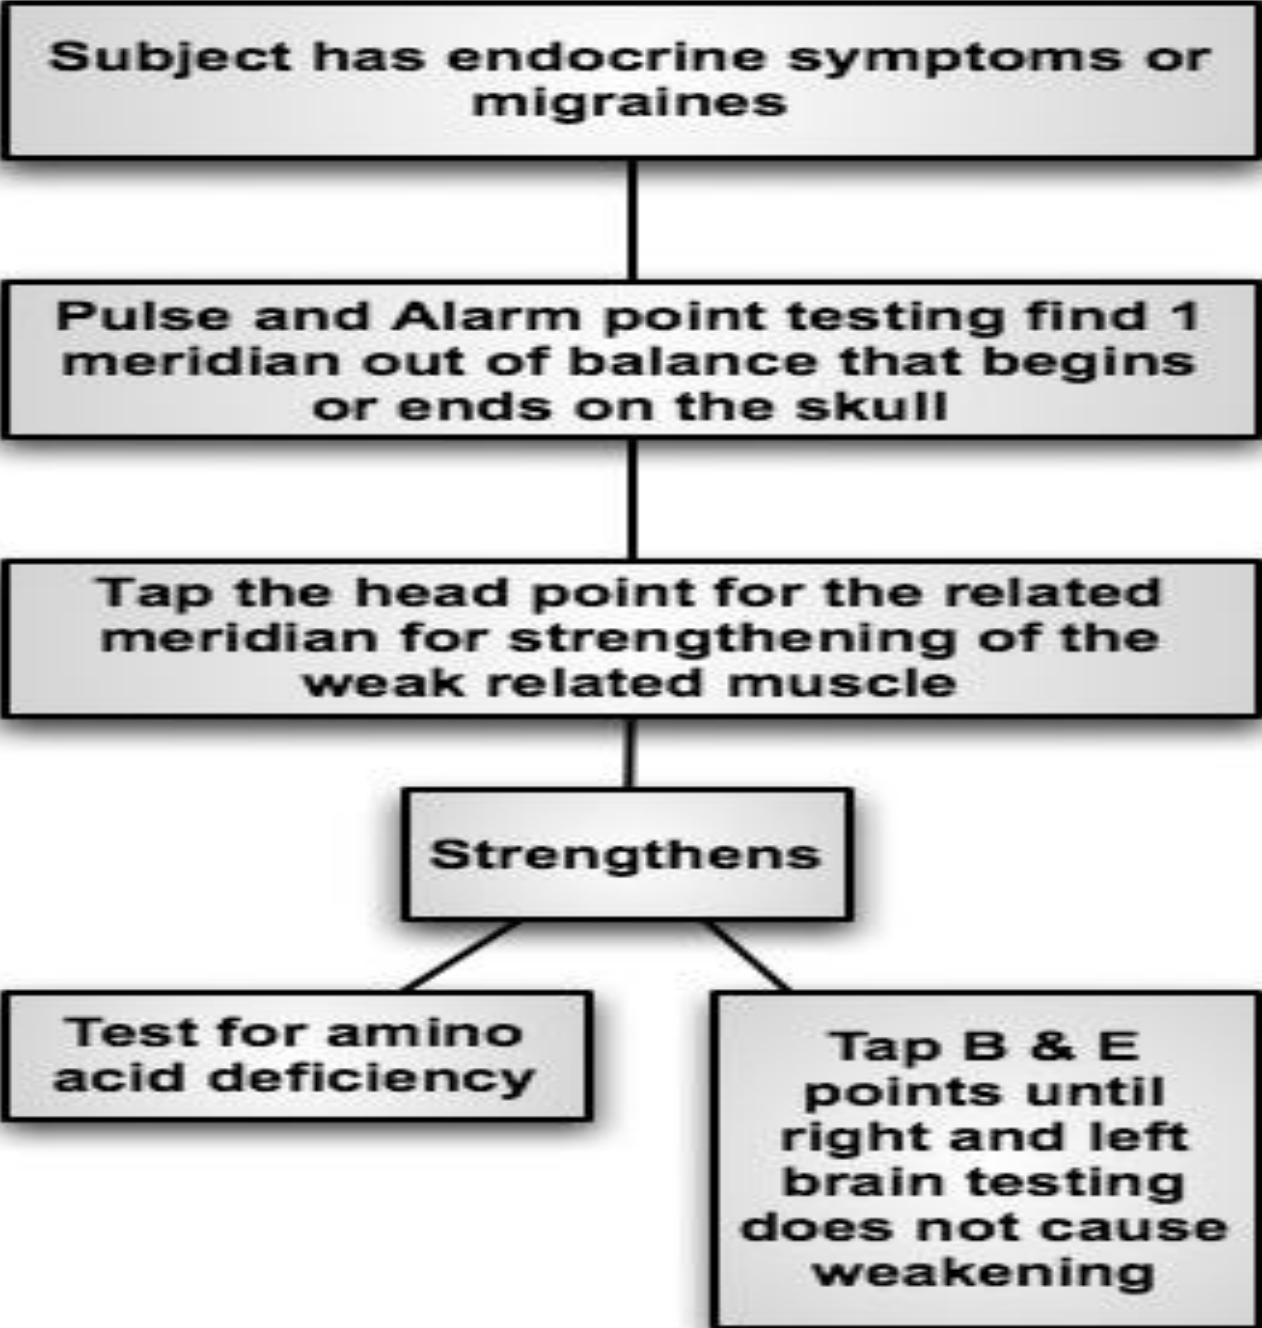 Subject has endocrine symptoms or
migraines
Pulse and Alarm point testing find 1
meridian out of balance that begins
or ends on the skull
Tap the head point for the related
meridian for strengthening of the
weak related muscle
Strengthens
Test for amino
acid deficiency
Tap B & E
points until
right and left
brain testing
does not cause
weakening